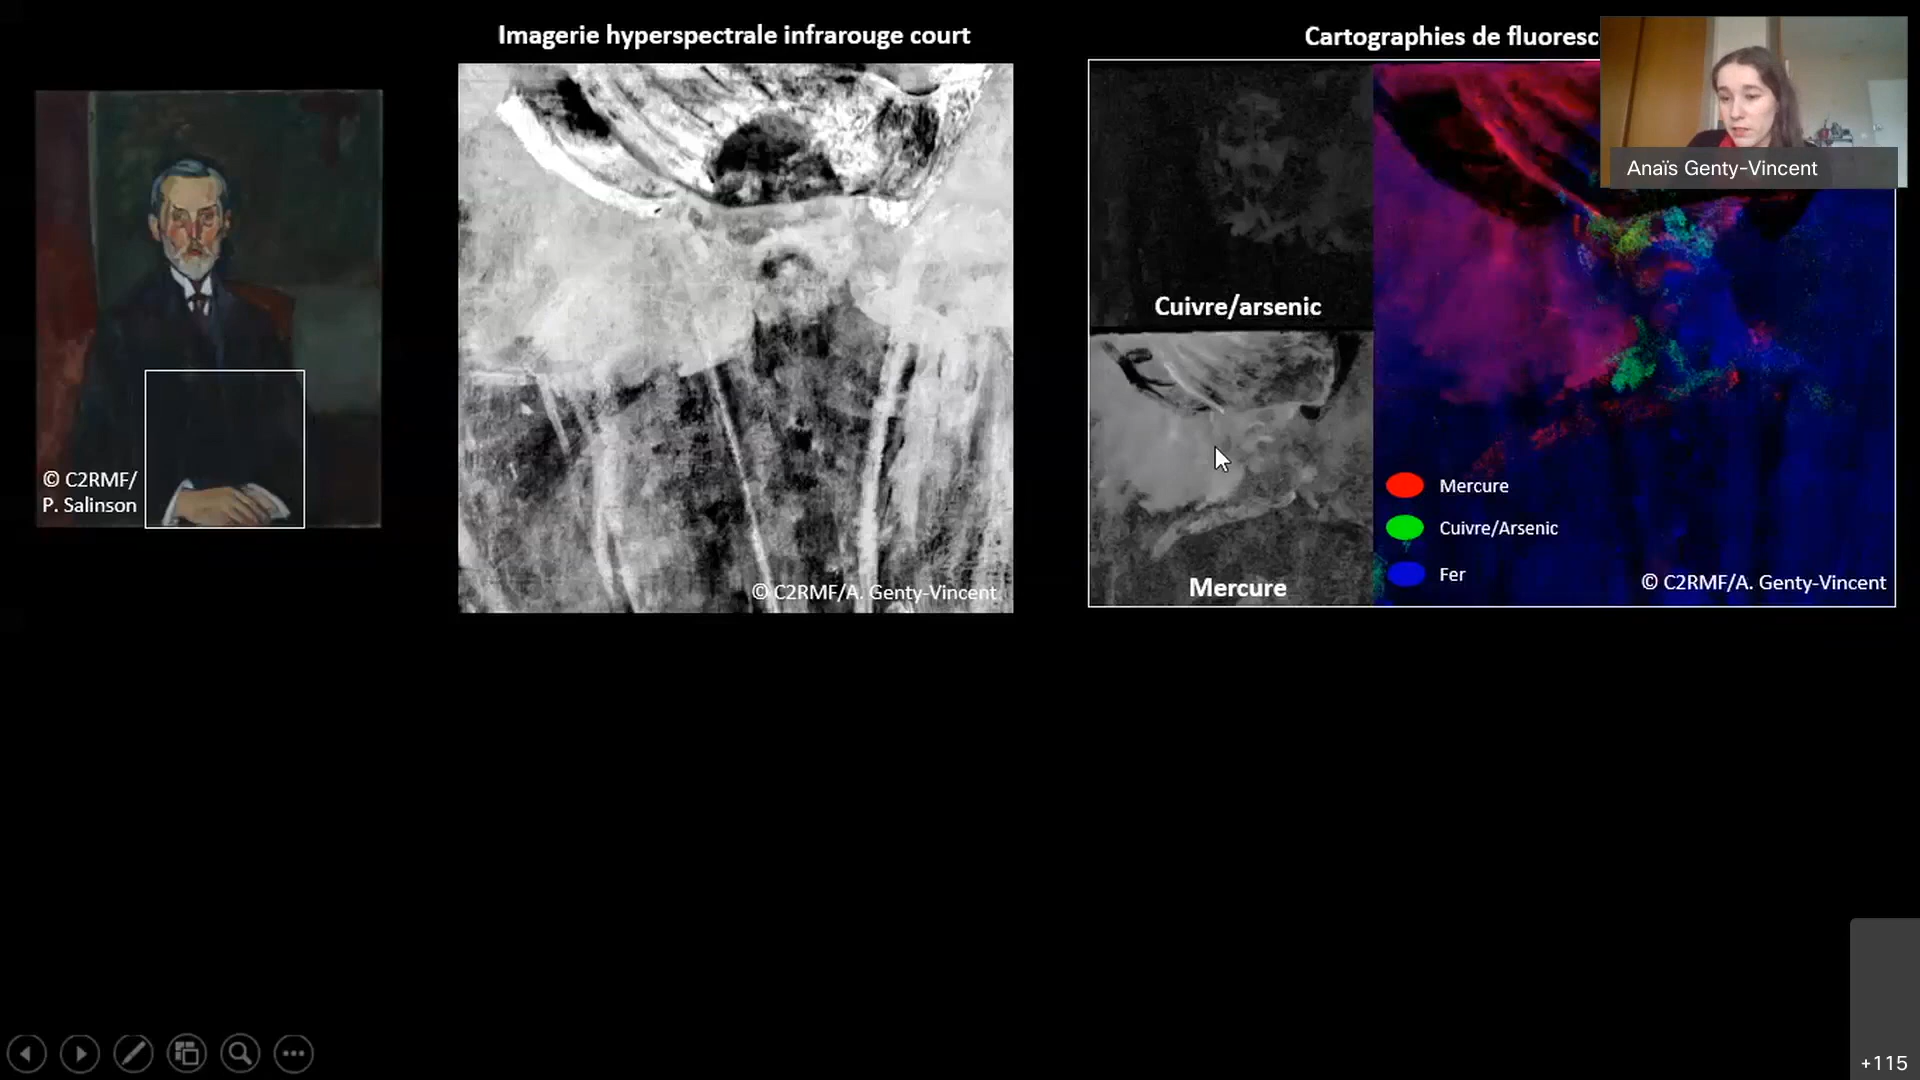 Imagerie hyperspectrale infrarouge court
Cartographies de fluoresc
Anaïs Genty-Vincent
© C2RMF/
P. Salinson
© C2RMF/A. Genty-Vincent
Cuivre/arsenic
Mercure
Mercure
Cuivre/Arsenic
Fer
© C2RMF/A. Genty-Vincent
+115